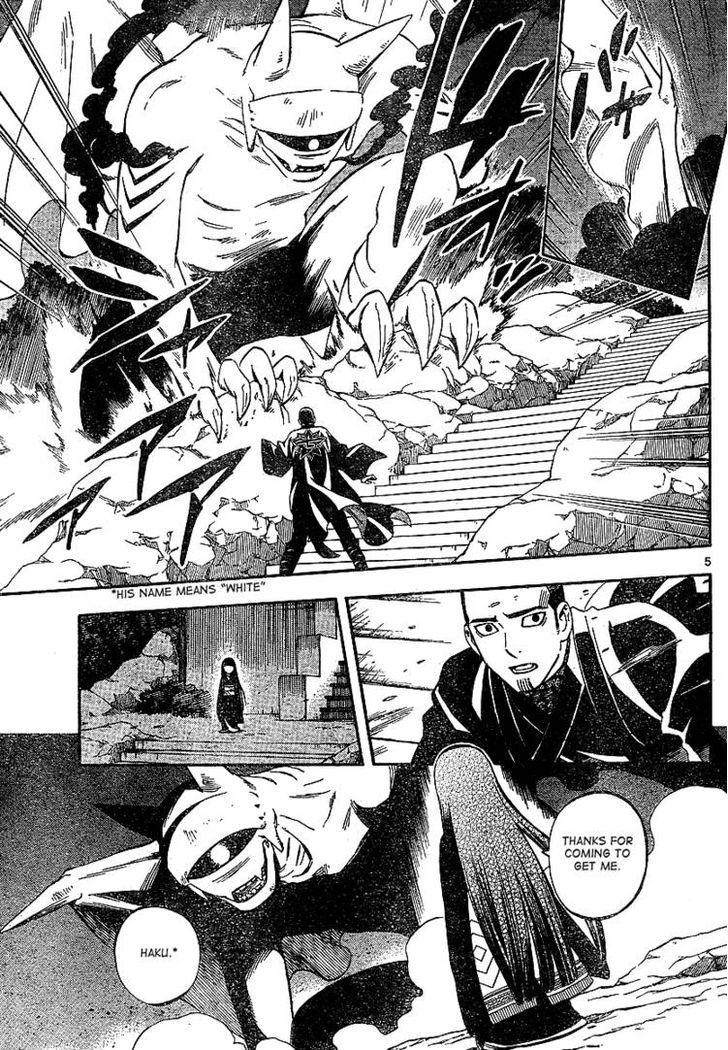 5
*HIS NAME MEANS "WHITE"
THANKS FOR
COMING TO
GET ME.
HAKU.*